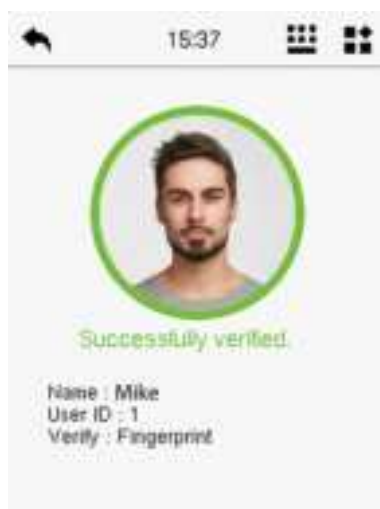 15:37
Successfully verified.
Name : Mike
User ID : 1
Verify : Fingerprint